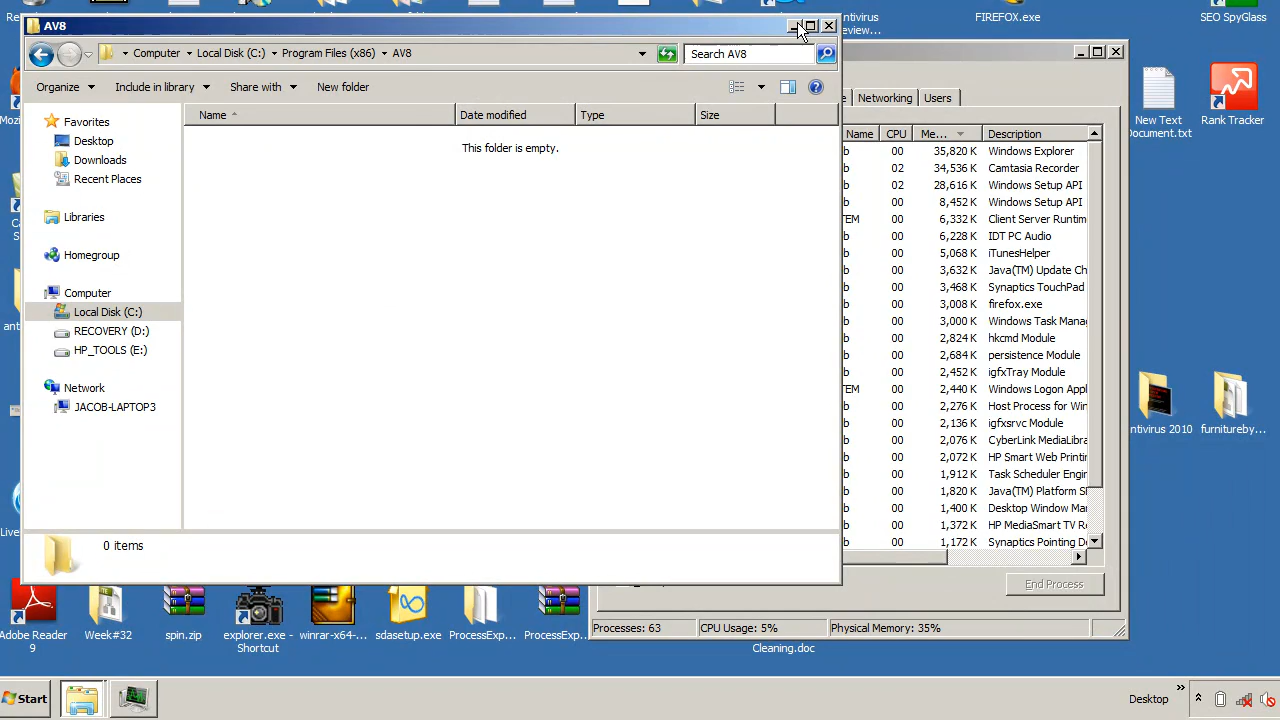 AV8
Computer
Local Disk (C:)
Program Files (x86)
AV8
Search AV8
Organize
Include in library
Share with
New folder
Name
Date modified
Type
Size
This folder is empty.
Favorites
Desktop
Downloads
Recent Places
Libraries
Homegroup
Computer
Local Disk (C:)
RECOVERY (D:)
HP_TOOLS (E:)
Network
JACOB-LAPTOP3
0 items
FIREFOX.exe
SEO SpyGlass
New Text
Document.txt
Rank Tracker
Networking
Users
Name CPU Me... Description
00 35,820 K Windows Explorer
02 34,536 K Camtasia Recorder
02 28,616 K Windows Setup API
00 8,452 K Windows Setup API
00 6,332 K Client Server Runtim
00 6,228 K IDT PC Audio
00 5,068 K iTunesHelper
00 3,632 K Java(TM) Update Ch
00 3,468 K Synaptics TouchPad
00 3,008 K firefox.exe
00 3,000 K Windows Task Manag
00 2,824 K hkcmd Module
00 2,684 K persistence Module
00 2,452 K igfxTray Module
00 2,440 K Windows Logon Appl
00 2,276 K Host Process for Win
00 2,136 K igfxsrvc Module
00 2,076 K CyberLink MediaLibra
00 2,072 K HP Smart Web Printin
00 1,912 K Task Scheduler Engin
00 1,820 K Java(TM) Platform S
00 1,400 K Desktop Window Ma
00 1,372 K HP MediaSmart TV R
00 1,172 K Synaptics Pointing D
End Process
Processes: 63
CPU Usage: 5%
Physical Memory: 35%
ntivirus 2010
furnitureby...
Adobe Reader
9
Week#32
spin.zip
explorer.exe -
Shortcut
winrar-x64-...
sdasetup.exe
ProcessExp...
ProcessExp...
Cleaning.doc
Start
Desktop